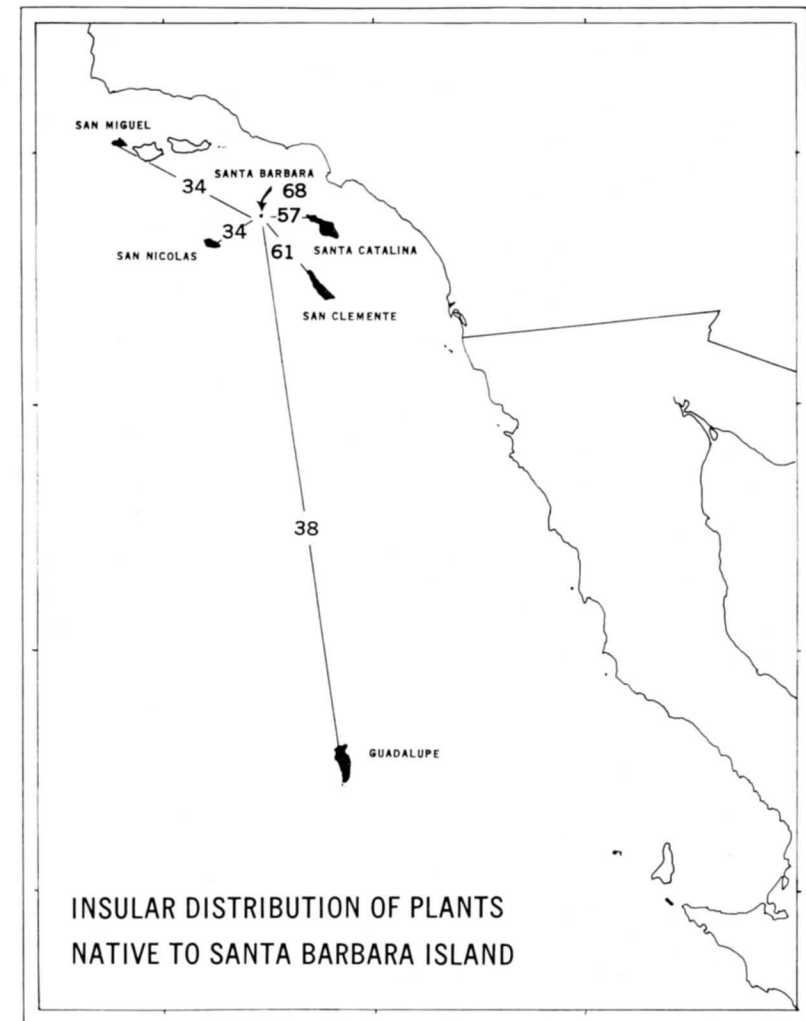 SAN MIGUEL
SANTA BARBARA
34
68
57
34
SANTA CATALINA
SAN NICOLAS
61
SAN CLEMENTE
38
GUADALUPE
INSULAR DISTRIBUTION OF PLANTS
NATIVE TO SANTA BARBARA ISLAND